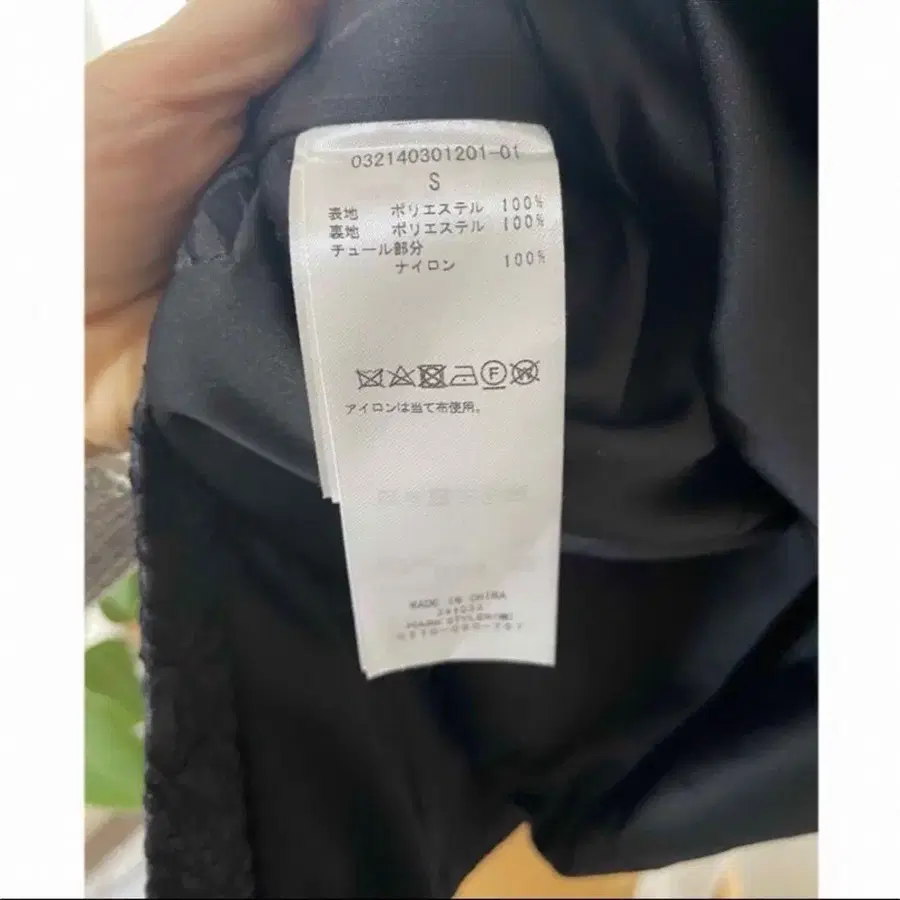 032140301201-01
S
表地 ポリエステル 100%
裏地 ポリエステル 100%
チュール部分
ナイロン 100%
F
W
アイロンは当て布使用。
MADE IN CHINA
MARK STYLER(株)